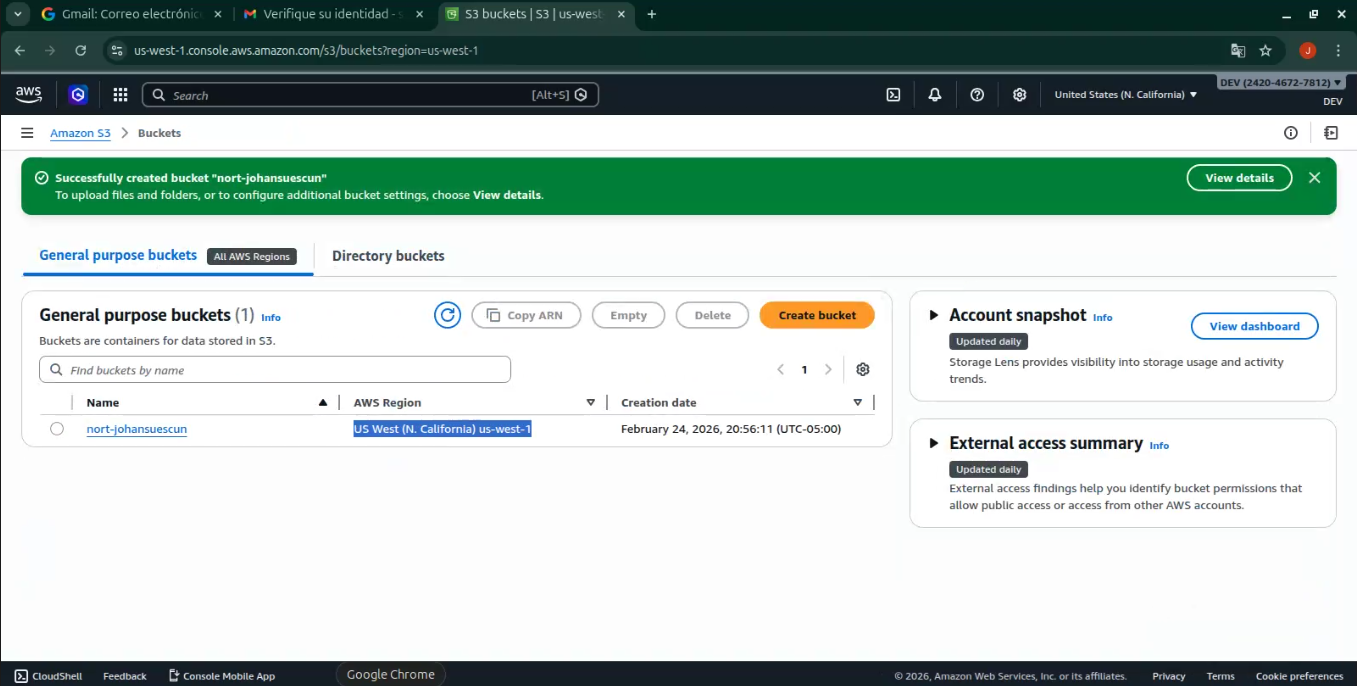 Gmail: Correo electrónic
Verifique su identidad - s
S3 buckets | S3 | us-west
us-west-1.console.aws.amazon.com/s3/buckets?region=us-west-1
J
aws
Search
[Alt+S]
United States (N. California) ▼
DEV (2420-4672-7812) ▼
DEV
Amazon S3 > Buckets
Successfully created bucket "nort-johansuescun"
To upload files and folders, or to configure additional bucket settings, choose View details.
View details
General purpose buckets
All AWS Regions
Directory buckets
General purpose buckets (1) Info
Copy ARN
Empty
Delete
Create bucket
Buckets are containers for data stored in S3.
Find buckets by name
1
Name
AWS Region
Creation date
nort-johansuescun
US West (N. California) us-west-1
February 24, 2026, 20:56:11 (UTC-05:00)
Account snapshot Info
Updated daily
View dashboard
Storage Lens provides visibility into storage usage and activity
trends.
External access summary Info
Updated daily
External access findings help you identify bucket permissions that
allow public access or access from other AWS accounts.
CloudShell
Feedback
Console Mobile App
Google Chrome
© 2026, Amazon Web Services, Inc. or its affiliates.
Privacy
Terms
Cookie preferences